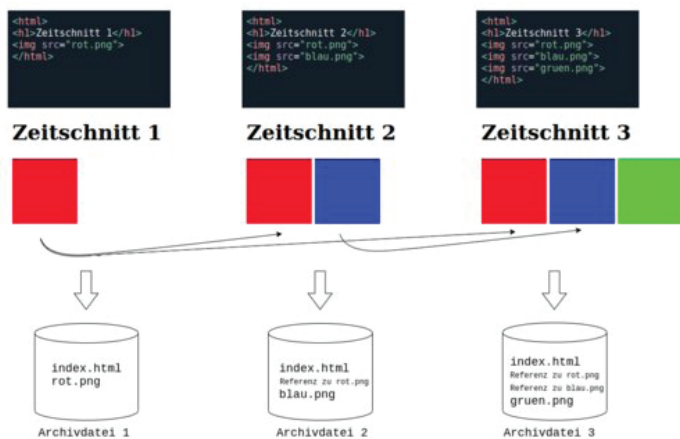 <html>
<h1>Zeitschnitt 1</h1>
<img src="rot.png">
</html>
<html>
<h1>Zeitschnitt 2</h1>
<img src="rot.png">
<img src="blau.png">
</html>
<html>
<h1>Zeitschnitt 3</h1>
<img src="rot.png">
<img src="blau.png">
<img src="gruen.png">
</html>
Zeitschnitt 1
Zeitschnitt 2
Zeitschnitt 3
index.html
rot.png
Archivdatei 1
index.html
Referenz zu rot.png
blau.png
Archivdatei 2
index.html
Referenz zu rot.png
Referenz zu blau.png
gruen.png
Archivdatei 3